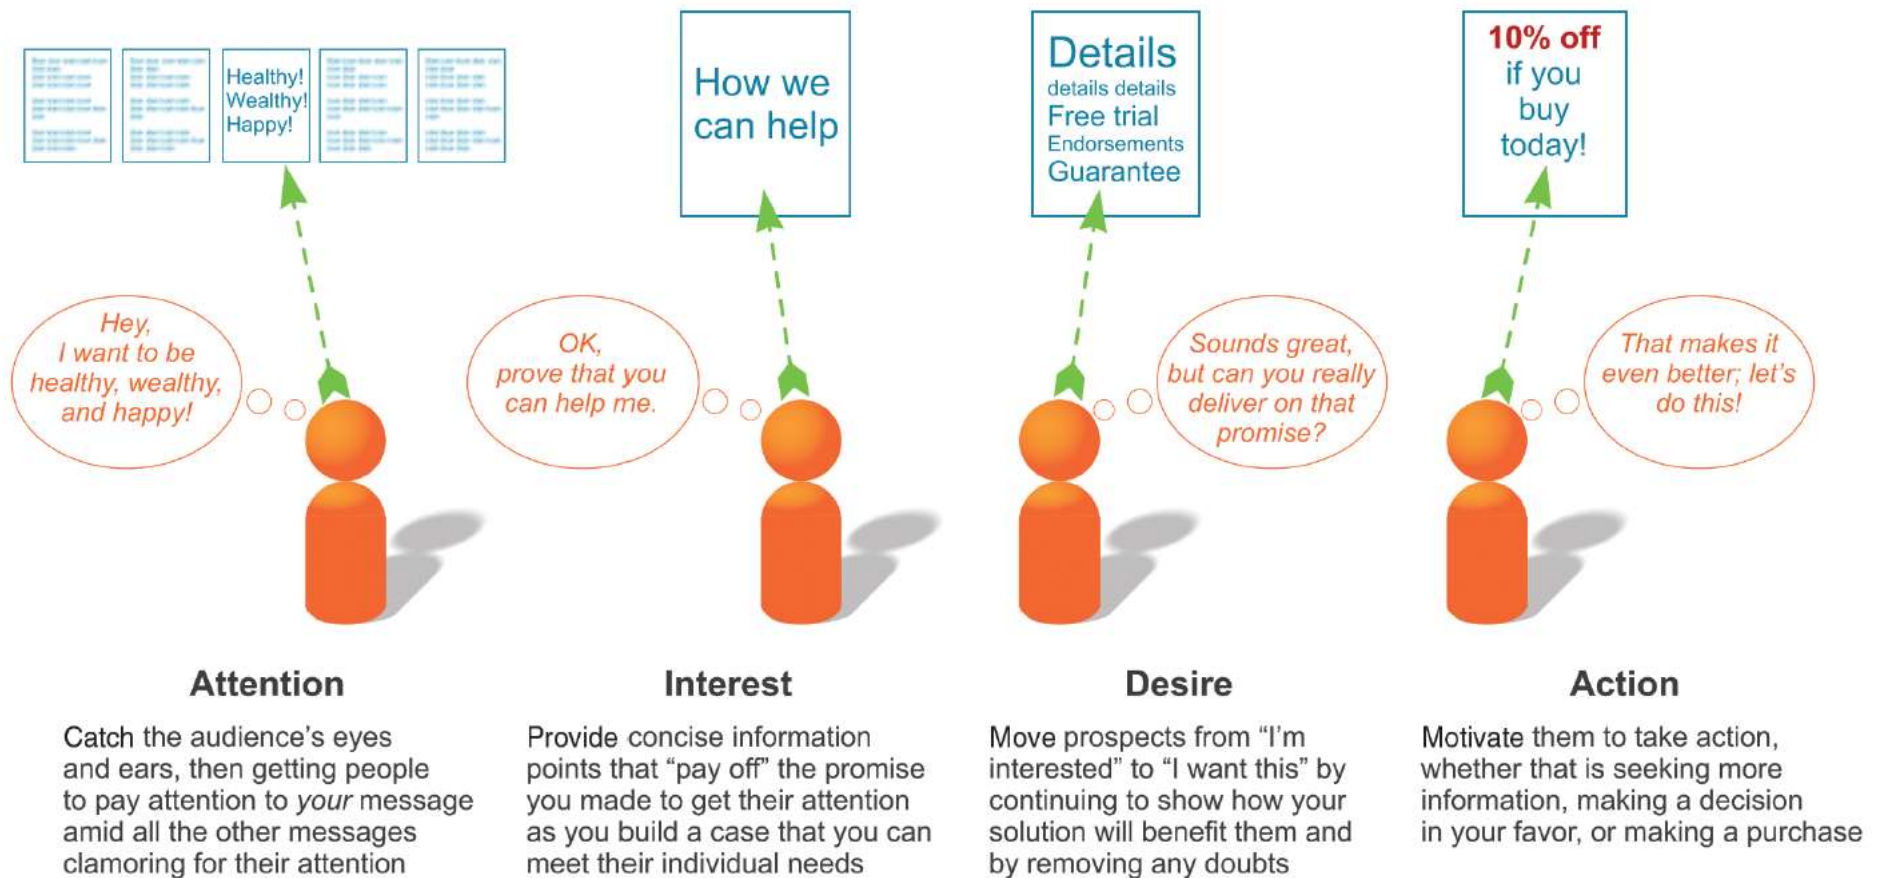 Healthy!
Wealthy!
Happy!
How we
can help
Details
details details
Free trial
Endorsements
Guarantee
10% off
if you
buy
today!
Hey,
I want to be
healthy, wealthy,
and happy!
OK,
prove that you
can help me.
Sounds great,
but can you really
deliver on that
promise?
That makes it
even better; let's
do this!
Attention
Catch the audience's eyes
and ears, then getting people
to pay attention to your message
amid all the other messages
clamoring for their attention
Interest
Provide concise information
points that "pay off" the promise
you made to get their attention
as you build a case that you can
meet their individual needs
Desire
Move prospects from "I'm
interested" to "I want this" by
continuing to show how your
solution will benefit them and
by removing any doubts
Action
Motivate them to take action,
whether that is seeking more
information, making a decision
in your favor, or making a purchase